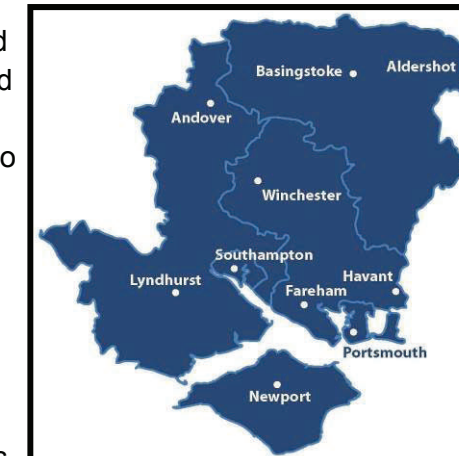 Basingstoke
Aldershot
Andover
Winchester
Southampton
Lyndhurst
Havant
Fareham
Portsmouth
Newport